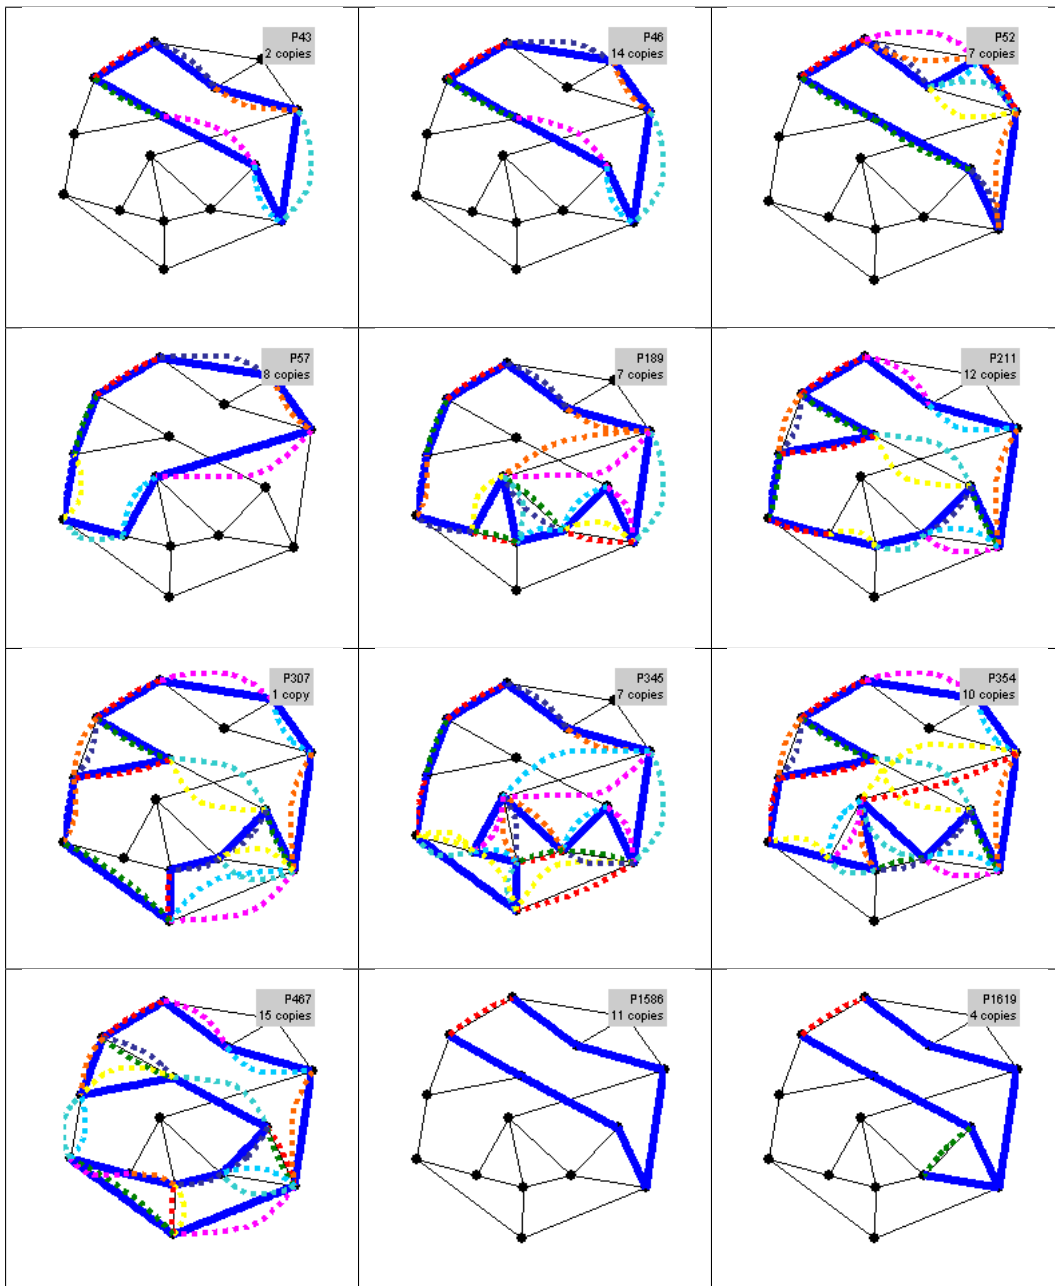 P43
2 copies
P46
14 copies
P52
7 copies
P57
8 copies
P189
7 copies
P211
12 copies
P307
1 copy
P345
7 copies
P354
10 copies
P467
15 copies
P1586
11 copies
P1619
4 copies